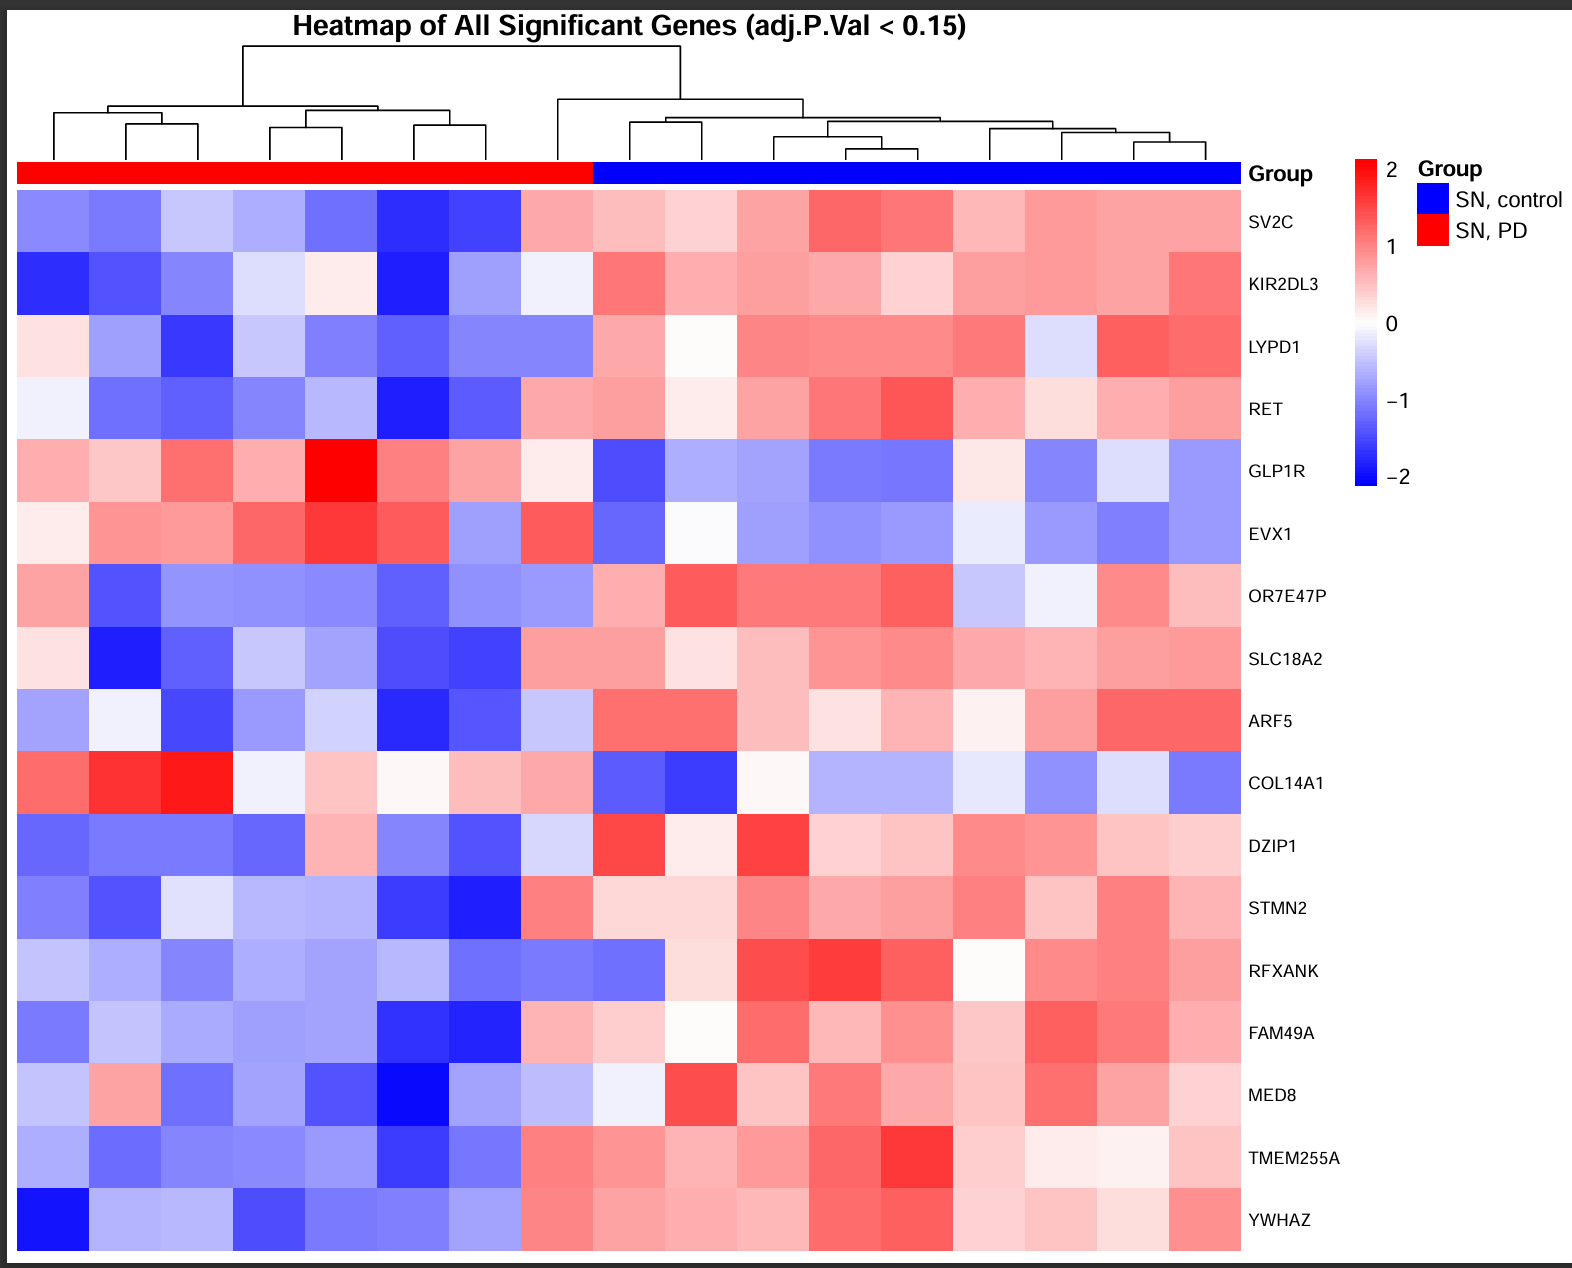 Heatmap of All Significant Genes (adj.P.Val < 0.15)
Group
SV2C
KIR2DL3
LYPD1
RET
GLP1R
EVX1
OR7E47P
SLC18A2
ARF5
COL14A1
DZIP1
STMN2
RFXANK
FAM49A
MED8
TMEM255A
YWHAZ
2
1
0
−1
−2
Group
SN, control
SN, PD